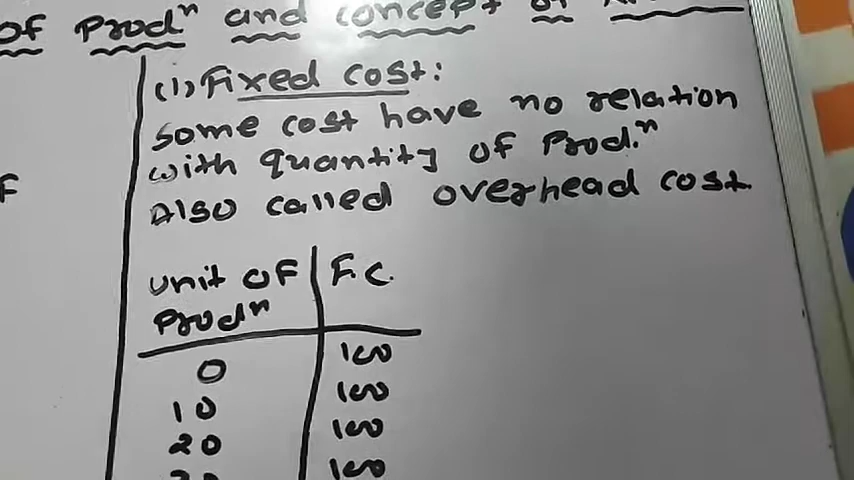 of Prodⁿ and concept of
(1) Fixed cost:
some cost have no relation
with quantity of Prod.ⁿ
Also called overhead cost.
unit of | F.C.
Prodⁿ
0 | 100
10 | 100
20 | 100
100